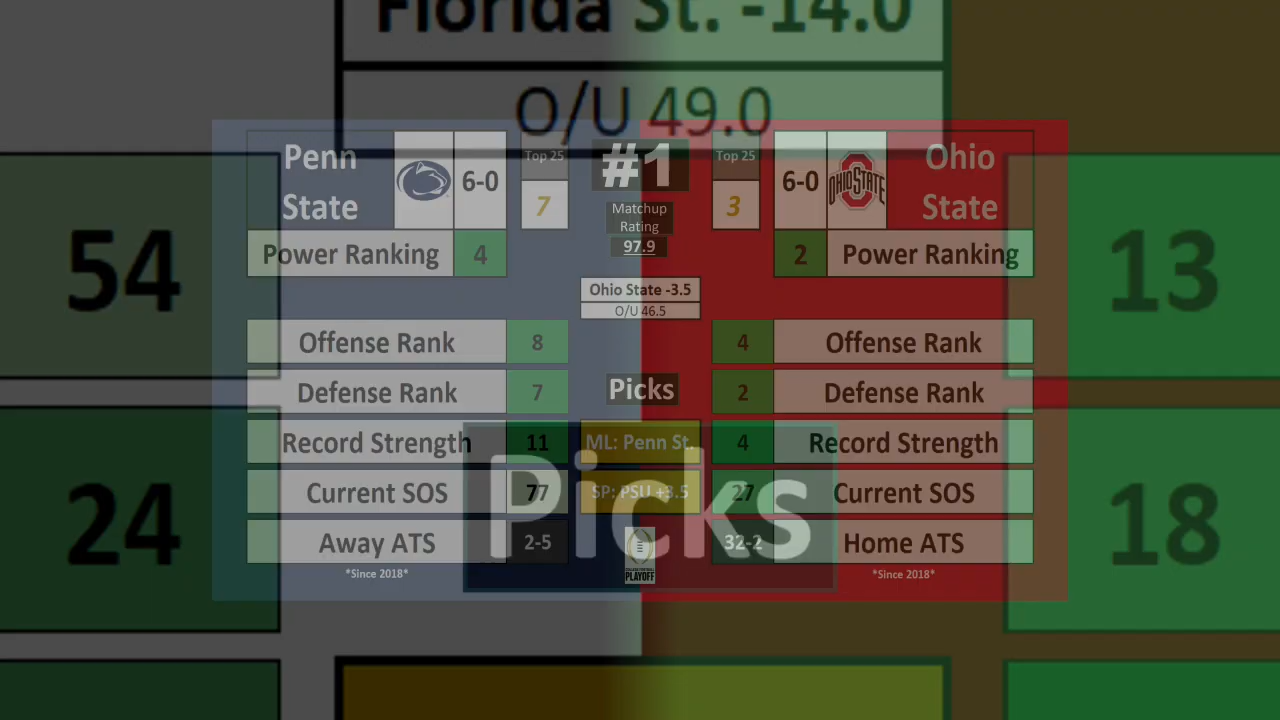 Florida St. -14.0
O/U 49.0
Penn State
6-0
Top 25
7
#1
Top 25
3
6-0
OHIO STATE
Ohio State
Matchup Rating
97.9
Power Ranking
4
2
Power Ranking
54
13
Ohio State -3.5
O/U 46.5
Offense Rank
8
4
Offense Rank
Defense Rank
7
Picks
2
Defense Rank
Record Strength
11
ML: Penn St.
4
Record Strength
Picks
Current SOS
77
SP: PSU +3.5
27
Current SOS
24
18
Away ATS
2-5
32-2
Home ATS
*Since 2018*
PLAYOFF
*Since 2018*